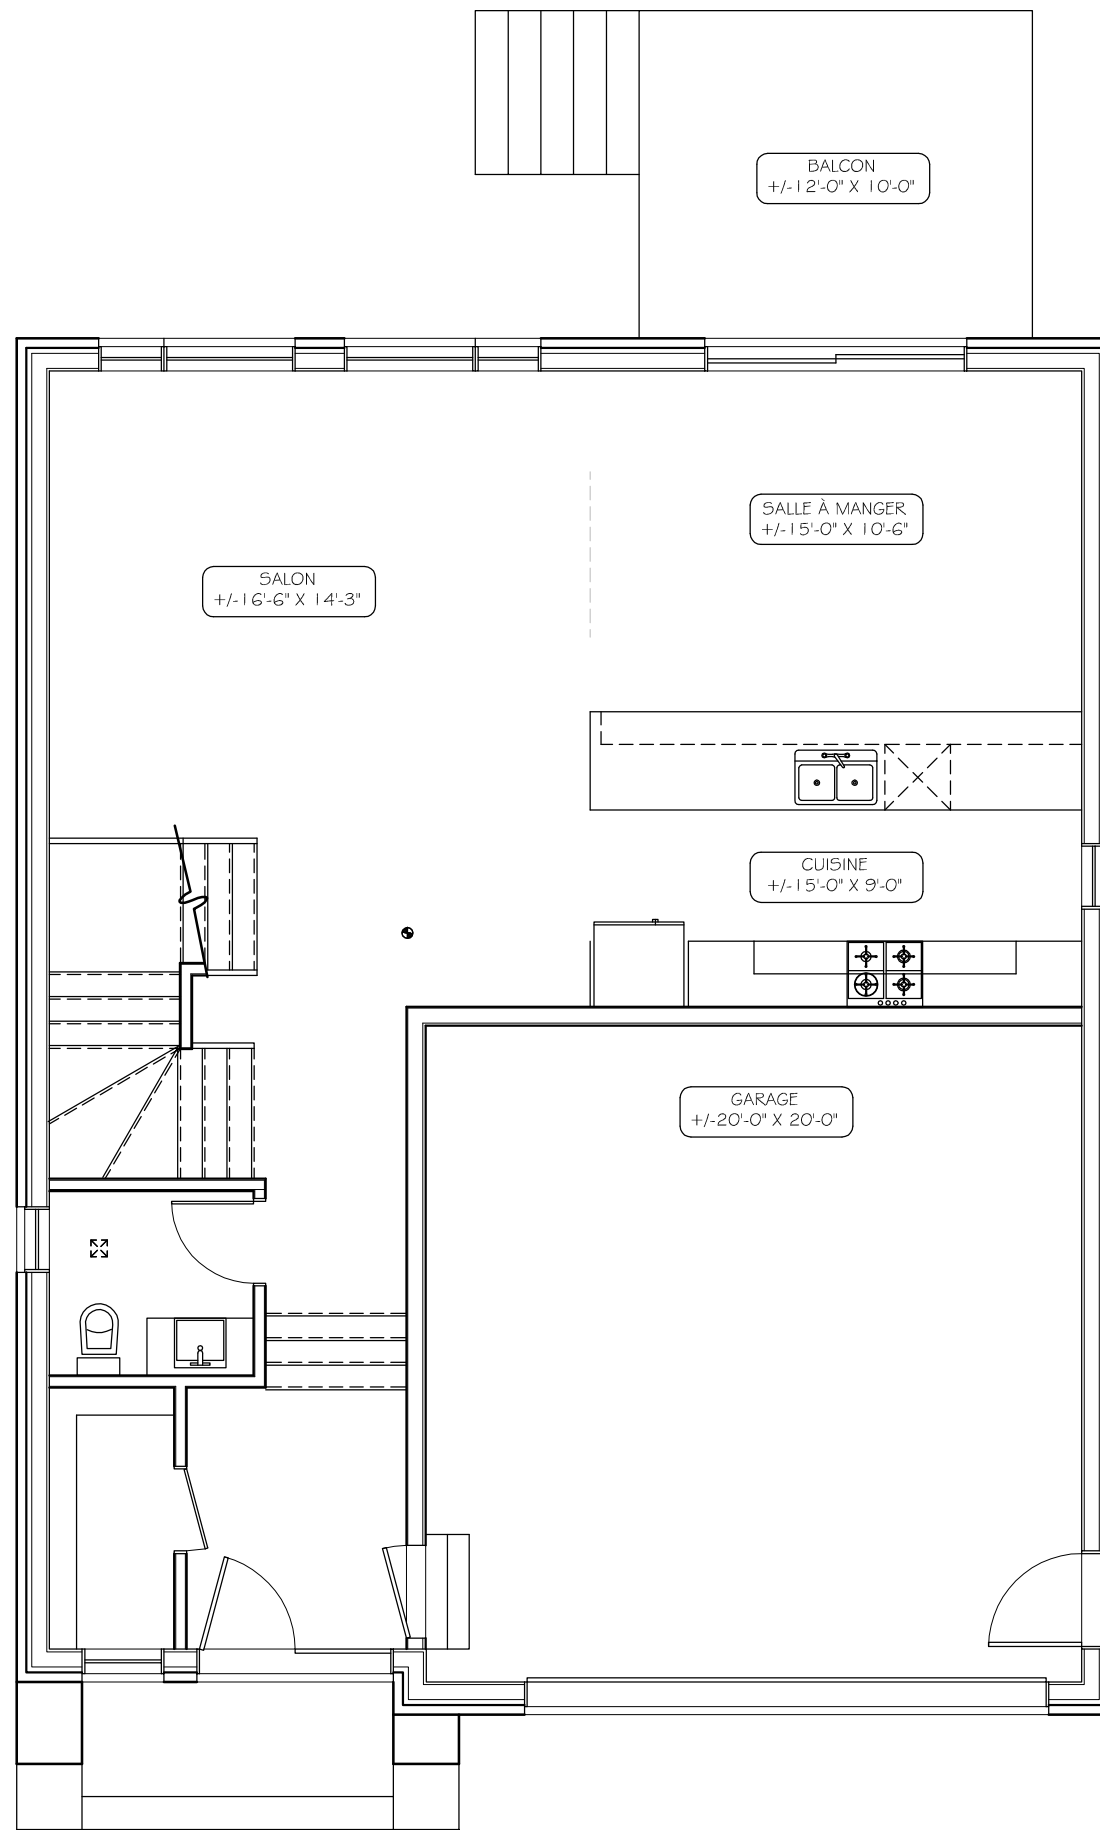 BALCON
+/-12'-0" X 10'-0"
SALLE À MANGER
+/-15'-0" X 10'-6"
SALON
+/-16'-6" X 14'-3"
CUISINE
+/-15'-0" X 9'-0"
GARAGE
+/-20'-0" X 20'-0"